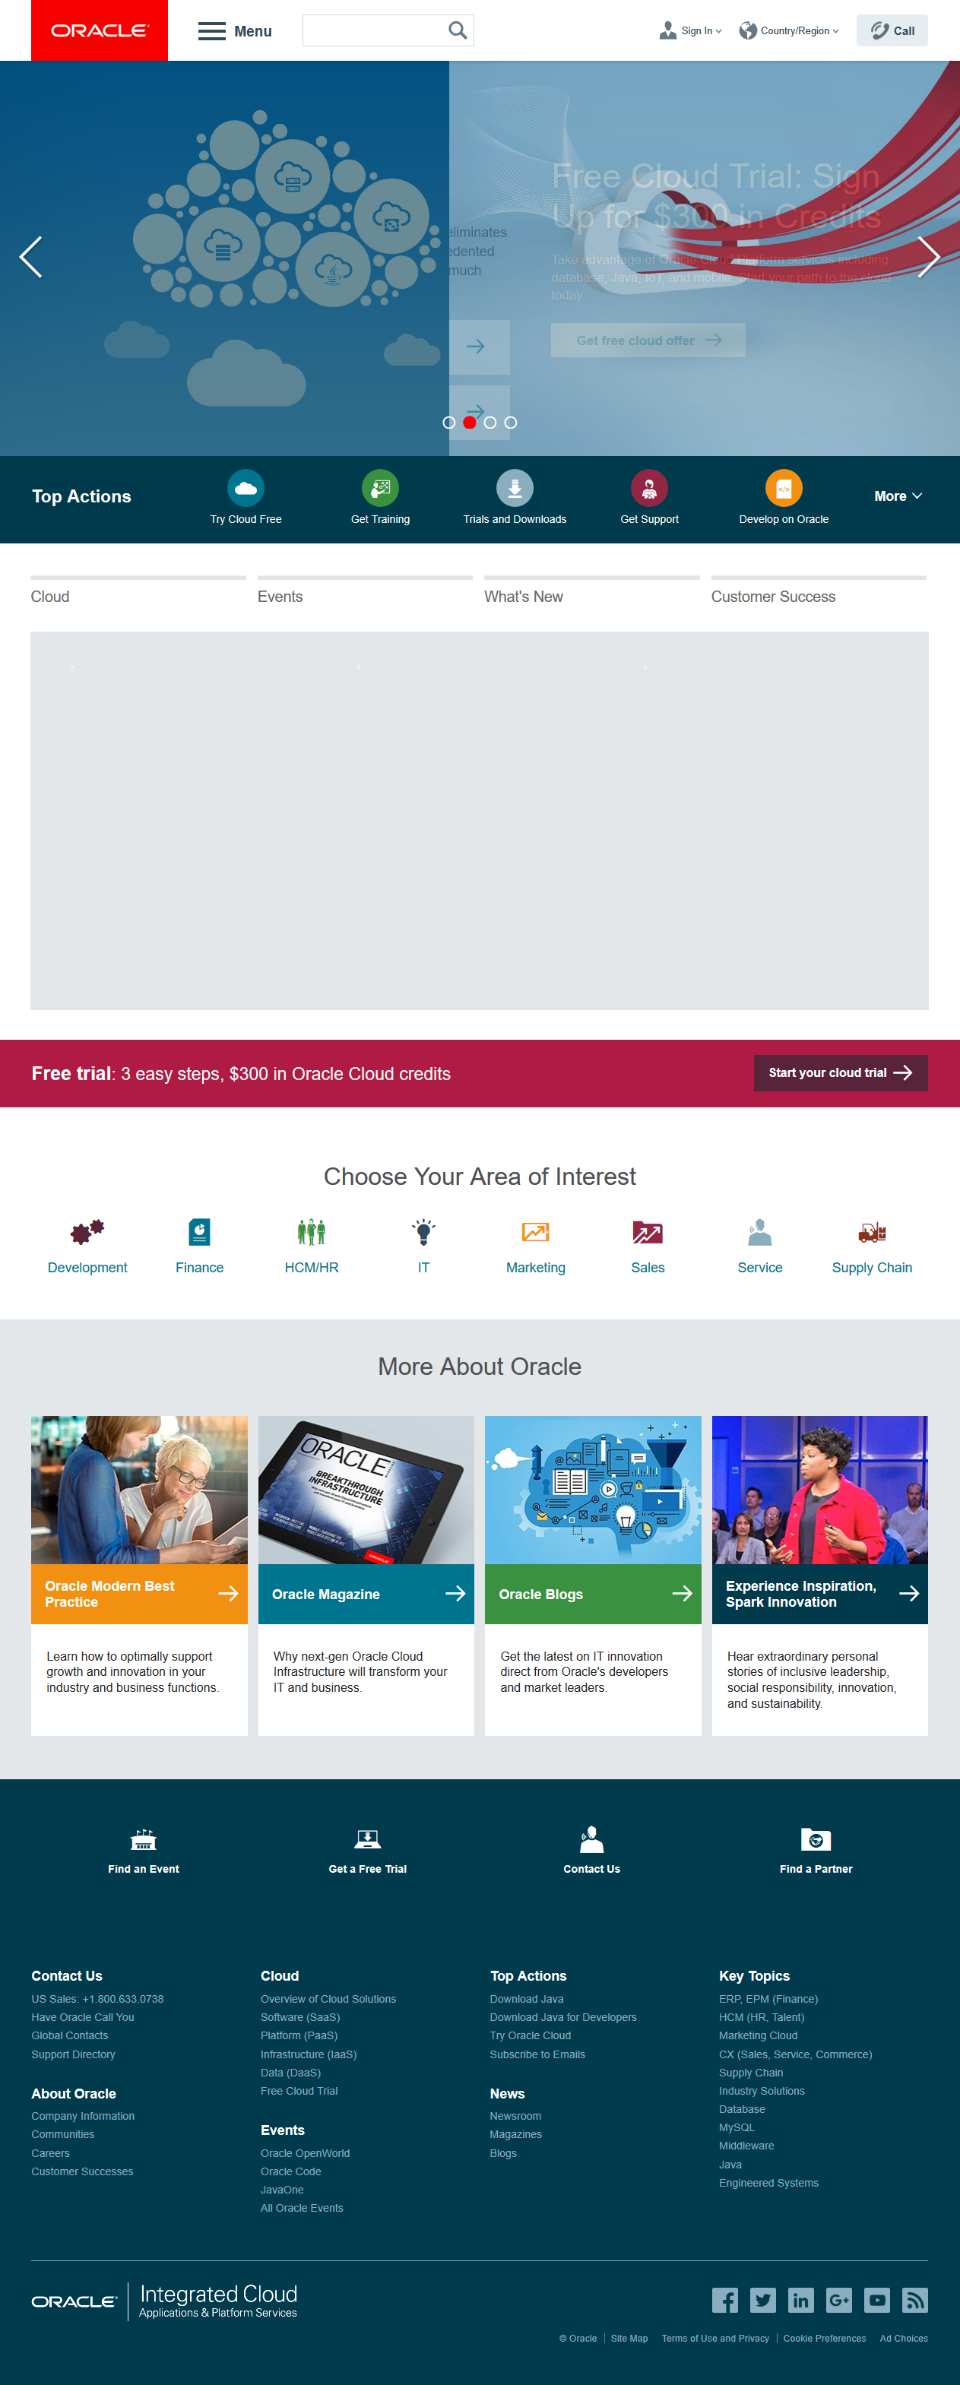 ORACLE
Menu
Sign In
Country/Region
Call
Free Cloud Trial: Sign
Up for $300 in Credits
Take advantage of Oracle Cloud Platform services including
database, Java, IoT, and mobile. Start your path to the cloud
today.
Get free cloud offer
eliminates
edented
much
Top Actions
Try Cloud Free
Get Training
Trials and Downloads
Get Support
Develop on Oracle
More
Cloud
Events
What's New
Customer Success
Free trial: 3 easy steps, $300 in Oracle Cloud credits
Start your cloud trial
Choose Your Area of Interest
Development
Finance
HCM/HR
IT
Marketing
Sales
Service
Supply Chain
More About Oracle
ORACLE
BREAKTHROUGH
INFRASTRUCTURE
Oracle Modern Best
Practice
Oracle Magazine
Oracle Blogs
Experience Inspiration,
Spark Innovation
Learn how to optimally support
growth and innovation in your
industry and business functions.
Why next-gen Oracle Cloud
Infrastructure will transform your
IT and business.
Get the latest on IT innovation
direct from Oracle's developers
and market leaders.
Hear extraordinary personal
stories of inclusive leadership,
social responsibility, innovation,
and sustainability.
Find an Event
Get a Free Trial
Contact Us
Find a Partner
Contact Us
US Sales: +1.800.633.0738
Have Oracle Call You
Global Contacts
Support Directory
About Oracle
Company Information
Communities
Careers
Customer Successes
Cloud
Overview of Cloud Solutions
Software (SaaS)
Platform (PaaS)
Infrastructure (IaaS)
Data (DaaS)
Free Cloud Trial
Events
Oracle OpenWorld
Oracle Code
JavaOne
All Oracle Events
Top Actions
Download Java
Download Java for Developers
Try Oracle Cloud
Subscribe to Emails
News
Newsroom
Magazines
Blogs
Key Topics
ERP, EPM (Finance)
HCM (HR, Talent)
Marketing Cloud
CX (Sales, Service, Commerce)
Supply Chain
Industry Solutions
Database
MySQL
Middleware
Java
Engineered Systems
ORACLE Integrated Cloud
Applications & Platform Services
© Oracle
Site Map
Terms of Use and Privacy
Cookie Preferences
Ad Choices